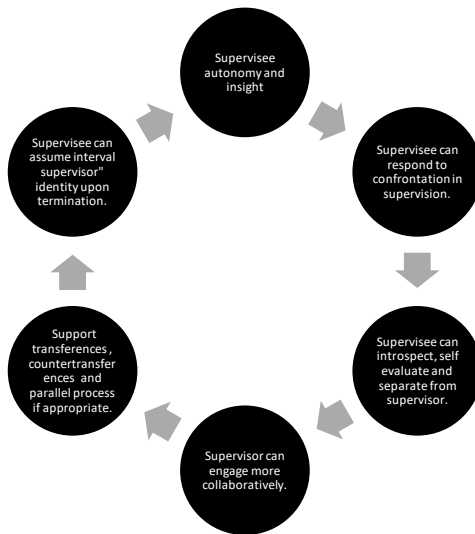 Supervisee
autonomy and
insight
Supervisee can
respond to
confrontation in
supervision.
Supervisee can
introspect, self
evaluate and
separate from
supervisor.
Supervisor can
engage more
collaboratively.
Support
transferences ,
countertransfer
ences and
parallel process
if appropriate.
Supervisee can
assume interval
supervisor"
identity upon
termination.